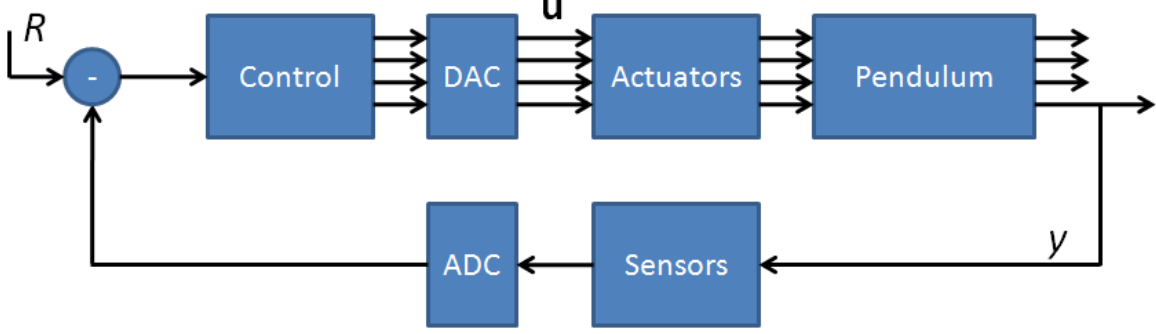 R
-
Control
DAC
u
Actuators
Pendulum
ADC
Sensors
y